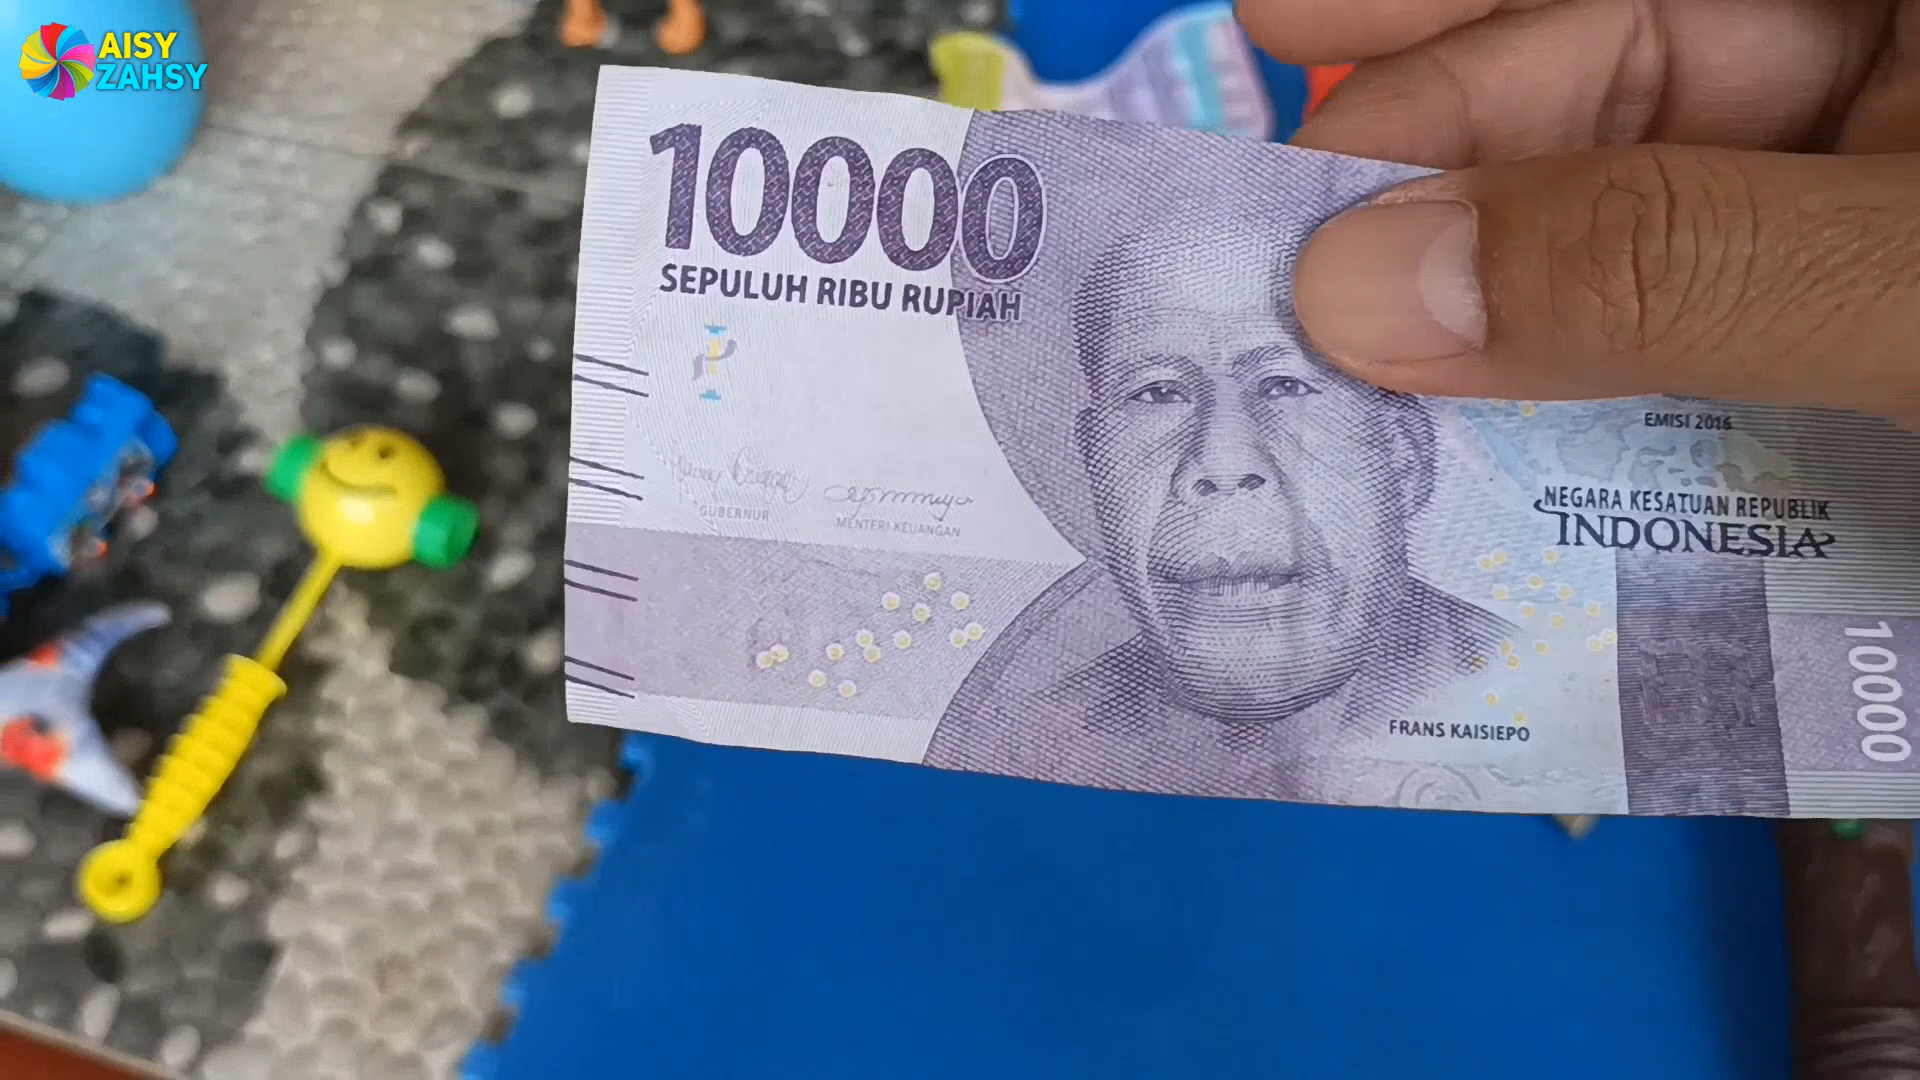 AISY
ZAHSY
10000
SEPULUH RIBU RUPIAH
GUBERNUR
MENTERI KEUANGAN
EMISI 2016
NEGARA KESATUAN REPUBLIK
INDONESIA
FRANS KAISIEPO
10000